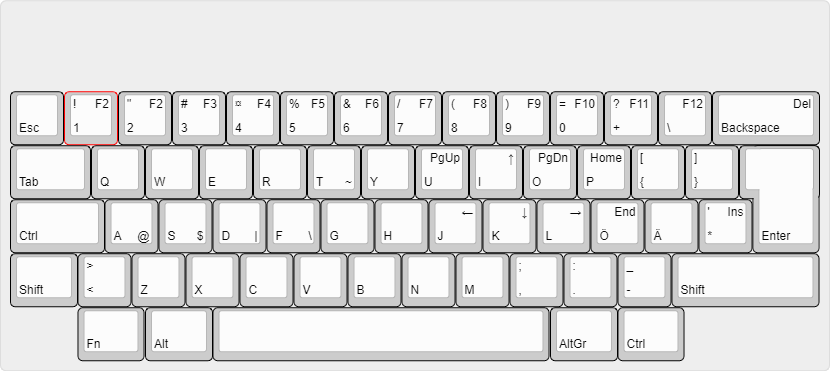 ! F2 " F2 # F3 ¤ F4 % F5 & F6 / F7 ( F8 ) F9 = F10 ? F11 F12 Del
Esc 1 2 3 4 5 6 7 8 9 0 + \ Backspace
PgUp ↑ PgDn Home [ ]
Tab Q W E R T ~ Y U I O P { }
← ↓ → End ' Ins
Ctrl A @ S $ D | F \ G H J K L Ö Ä * Enter
> ; : _
Shift < Z X C V B N M , . - Shift
Fn Alt AltGr Ctrl